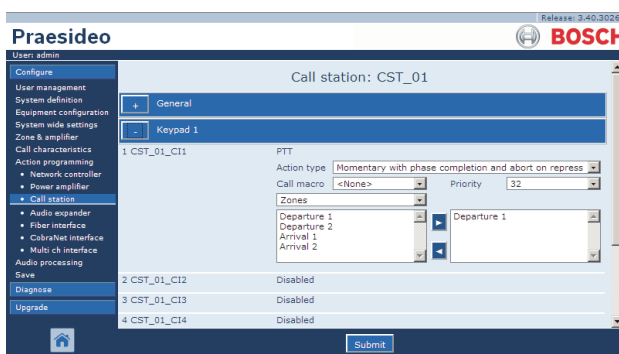 Release: 3.40.3026
Praesideo
BOSCH
User: admin
Configure
User management
System definition
Equipment configuration
System wide settings
Zone & amplifier
Call characteristics
Action programming
• Network controller
• Power amplifier
• Call station
• Audio expander
• Fiber interface
• CobraNet interface
• Multi ch interface
Audio processing
Save
Diagnose
Upgrade
Call station: CST_01
+ General
- Keypad 1
1 CST_01_CI1 PTT
Action type Momentary with phase completion and abort on repress
Call macro <None> Priority 32
Zones
Departure 1
Departure 2
Arrival 1
Arrival 2
Departure 1
2 CST_01_CI2 Disabled
3 CST_01_CI3 Disabled
4 CST_01_CI4 Disabled
Submit